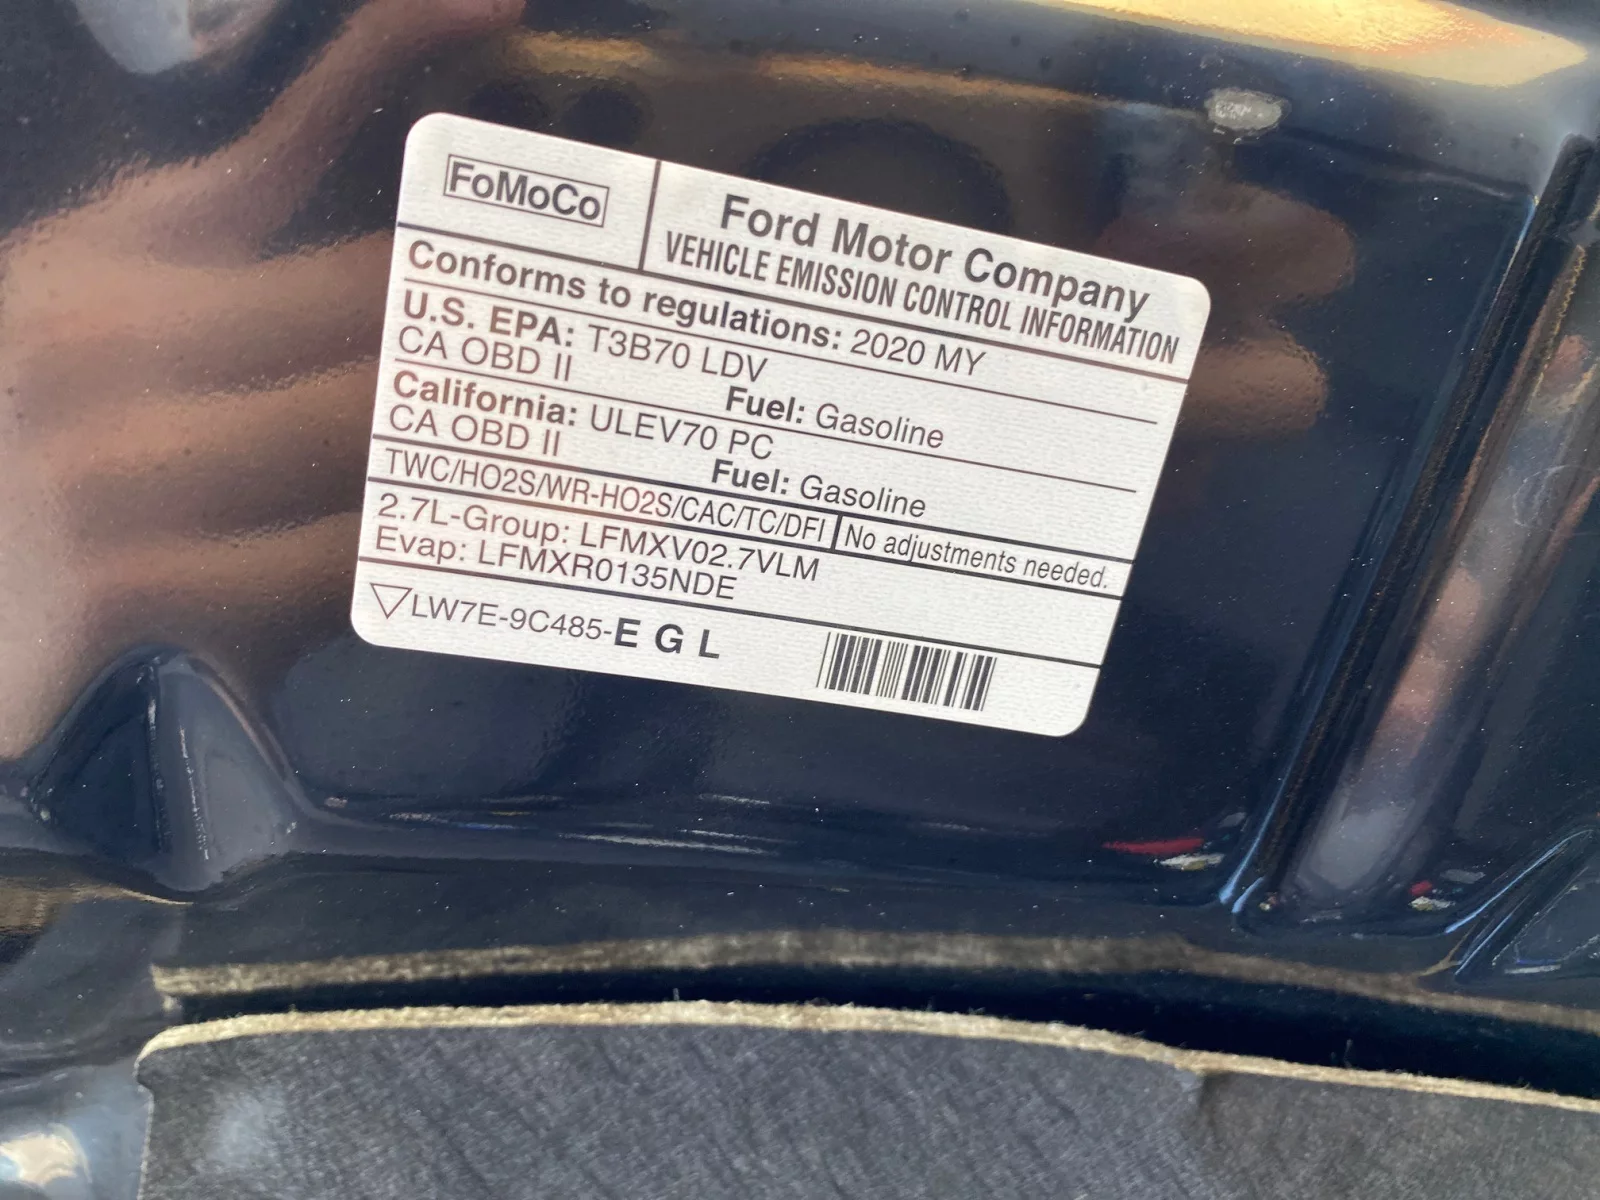 FoMoCo
Ford Motor Company
VEHICLE EMISSION CONTROL INFORMATION
Conforms to regulations: 2020 MY
U.S. EPA: T3B70 LDV
CA OBD II Fuel: Gasoline
California: ULEV70 PC
CA OBD II Fuel: Gasoline
TWC/HO2S/WR-HO2S/CAC/TC/DFI No adjustments needed.
2.7L-Group: LFMXV02.7VLM
Evap: LFMXR0135NDE
LW7E-9C485-E G L